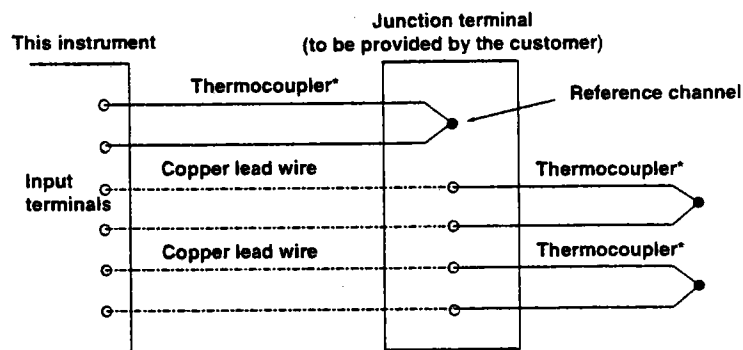 Junction terminal
This instrument
(to be provided by the customer)
Thermocoupler*
Reference channel
Copper lead wire
Thermocoupler*
Input
terminals
Copper lead wire
Thermocoupler*